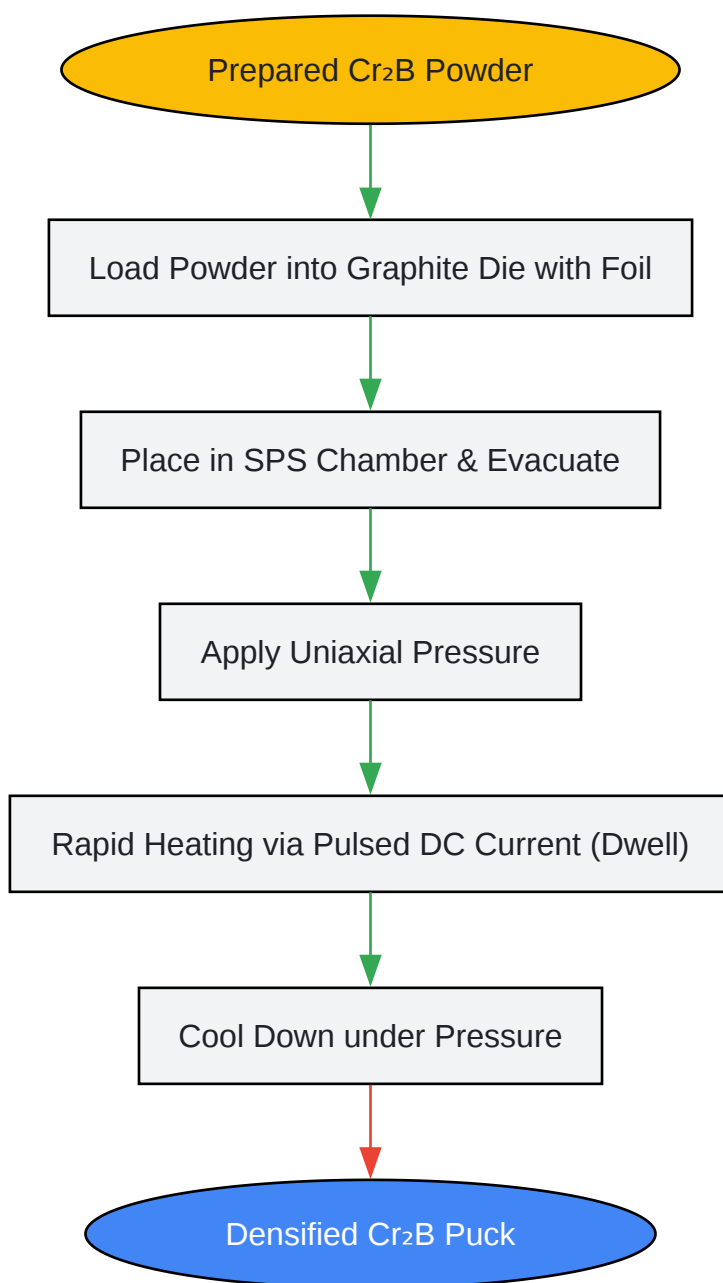 Prepared Cr₂B Powder
Load Powder into Graphite Die with Foil
Place in SPS Chamber & Evacuate
Apply Uniaxial Pressure
Rapid Heating via Pulsed DC Current (Dwell)
Cool Down under Pressure
Densified Cr₂B Puck